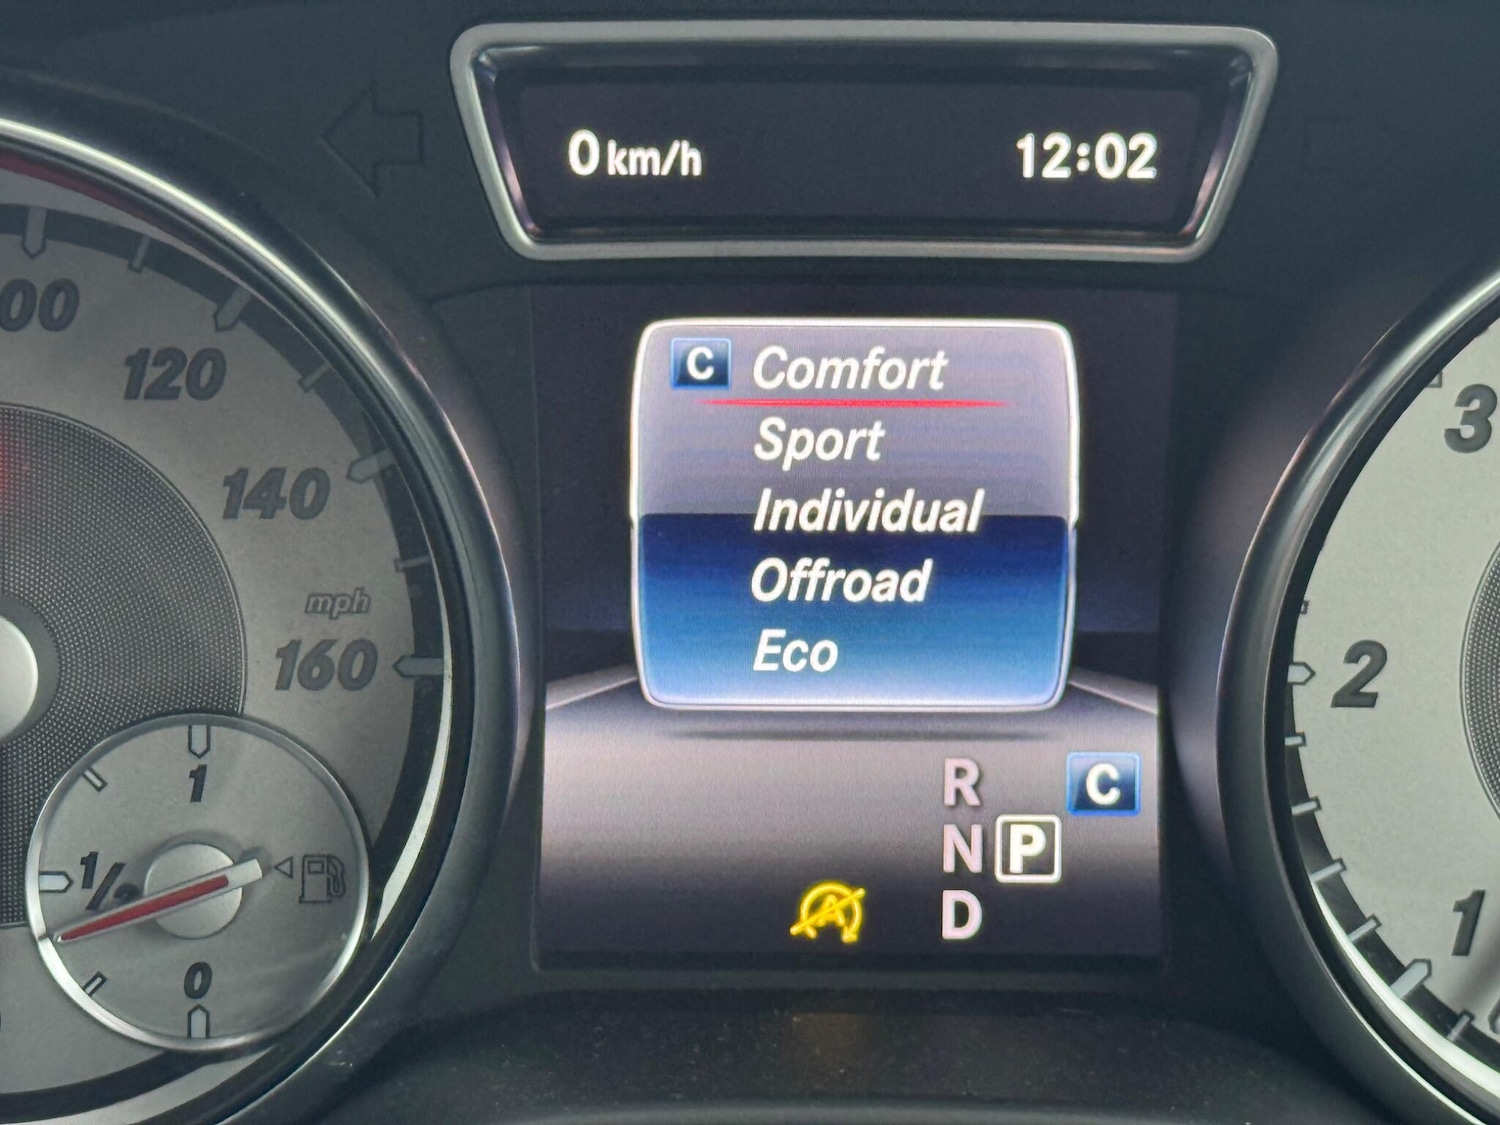 0 km/h 12:02
C Comfort
Sport
Individual
Offroad
Eco
R C
N P
D
A
120
140
mph
160
1
1/2
0
3
2
1